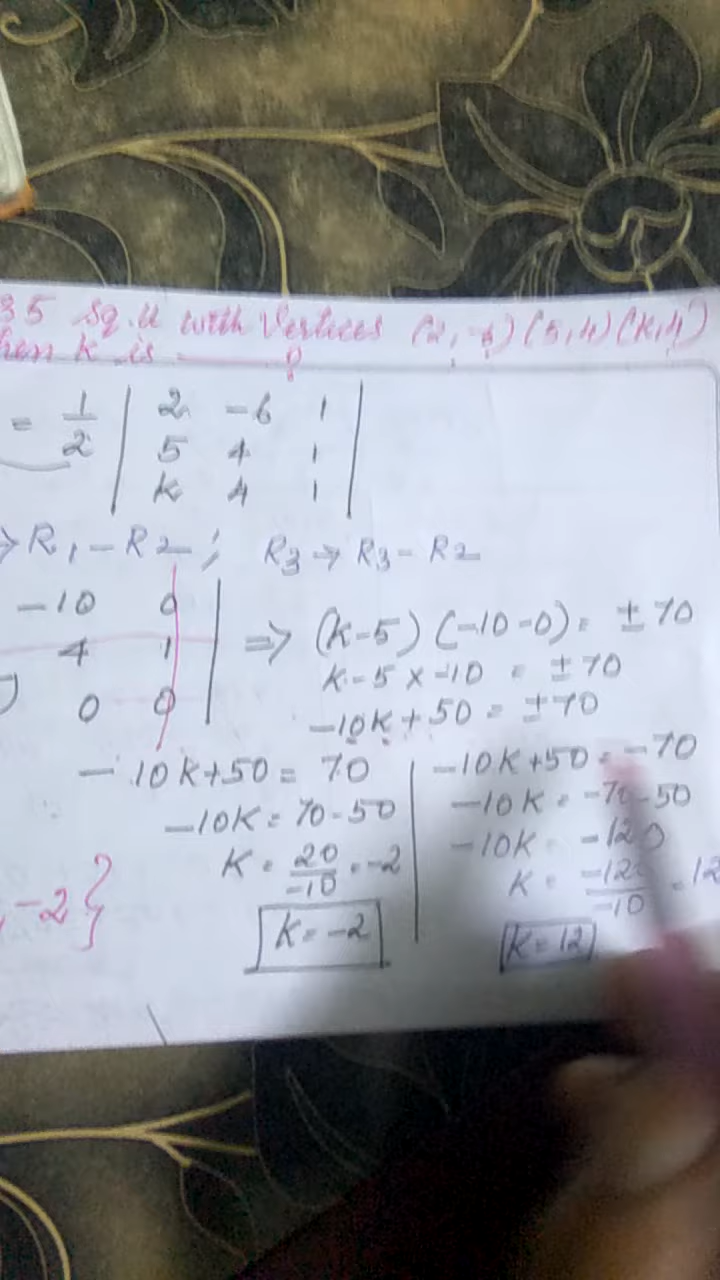 35 Sq.u with Vertices (2,-6) (5,4) (K,4)
hen K is
= 1/2 | 2 -6 1 |
5 4 1
K 4 1
→ R1 - R2 ; R3 → R3 - R2
-10 0
4 1 ⇒ (K-5) (-10-0) = ±70
0 0
K-5 x -10 = ±70
-10K+50 = ±70
-10K+50 = 70
-10K = 70-50
K = 20/-10 = -2
K = -2
-10K+50 = -70
-10K = -70-50
-10K = -120
K = -120/-10 = 12
K = 12
, -2}